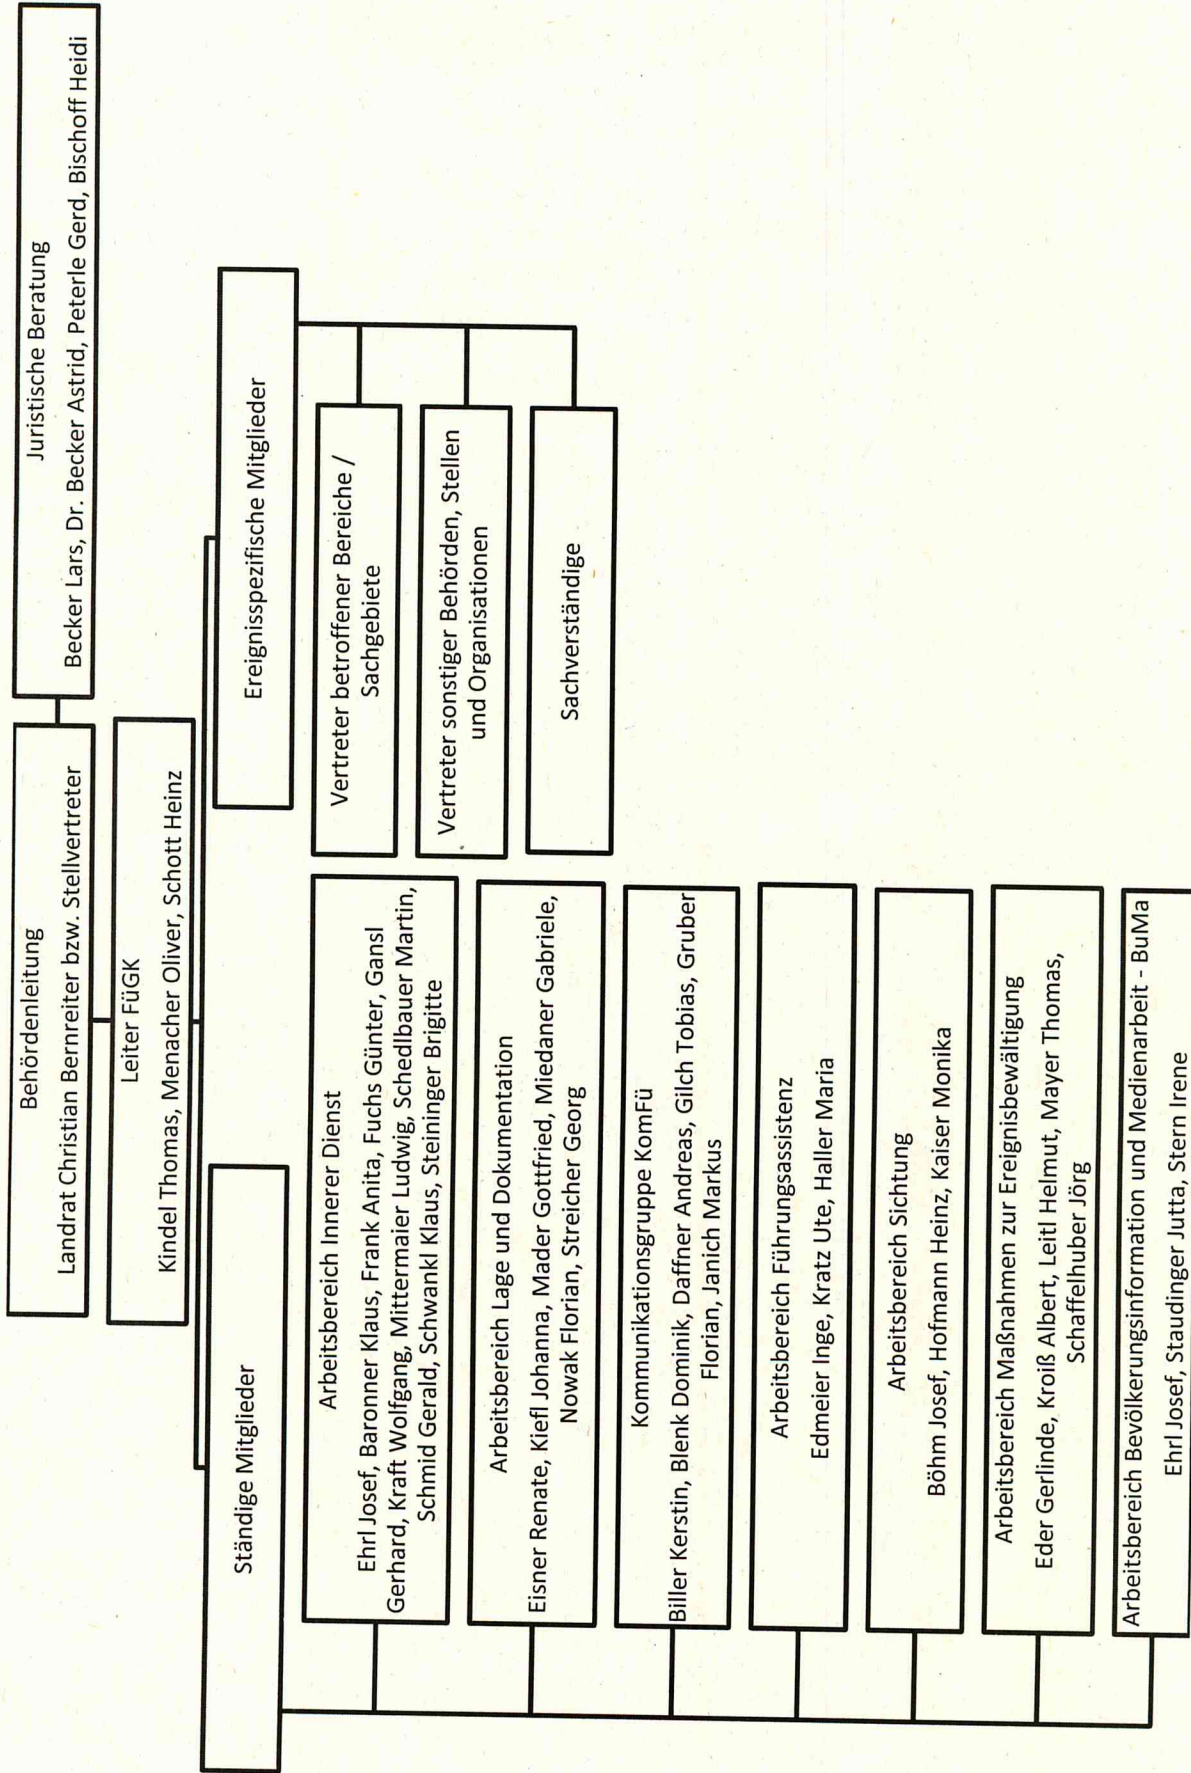 Behördenleitung
Landrat Christian Bernreiter bzw. Stellvertreter
Juristische Beratung
Becker Lars, Dr. Becker Astrid, Peterle Gerd, Bischoff Heidi
Leiter FüGK
Kindel Thomas, Menacher Oliver, Schott Heinz
Ständige Mitglieder
Arbeitsbereich Innerer Dienst
Ehrl Josef, Baronner Klaus, Frank Anita, Fuchs Günter, Gansl
Gerhard, Kraft Wolfgang, Mittermaier Ludwig, Schedlbauer Martin,
Schmid Gerald, Schwankl Klaus, Steininger Brigitte
Arbeitsbereich Lage und Dokumentation
Eisner Renate, Kiefl Johanna, Mader Gottfried, Miedaner Gabriele,
Nowak Florian, Streicher Georg
Kommunikationsgruppe KomFü
Biller Kerstin, Blenk Dominik, Daffner Andreas, Gilch Tobias, Gruber
Florian, Janich Markus
Arbeitsbereich Führungsassistenz
Edmeier Inge, Kratz Ute, Haller Maria
Arbeitsbereich Sichtung
Böhm Josef, Hofmann Heinz, Kaiser Monika
Arbeitsbereich Maßnahmen zur Ereignisbewältigung
Eder Gerlinde, Kroiß Albert, Leitl Helmut, Mayer Thomas,
Schaffelhuber Jörg
Arbeitsbereich Bevölkerungsinformation und Medienarbeit - BuMa
Ehrl Josef, Staudinger Jutta, Stern Irene
Ereignisspezifische Mitglieder
Vertreter betroffener Bereiche /
Sachgebiete
Vertreter sonstiger Behörden, Stellen
und Organisationen
Sachverständige